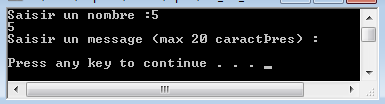 Saisir un nombre :5
5
Saisir un message (max 20 caractÞres) :
Press any key to continue . . .